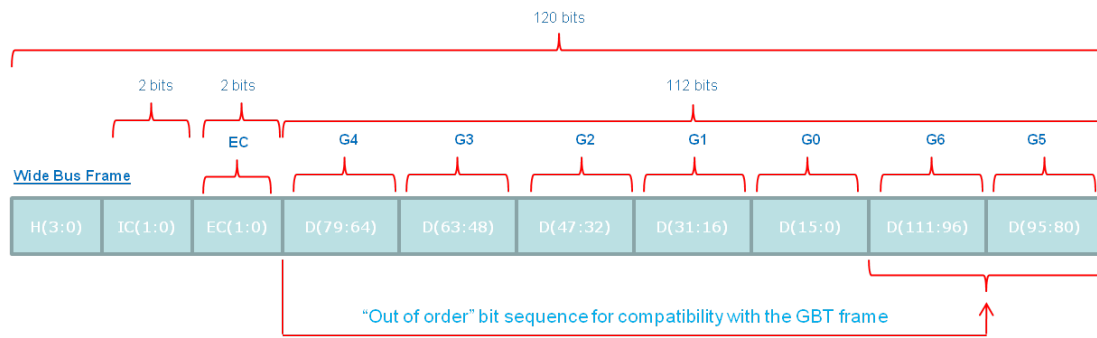 120 bits
2 bits 2 bits 112 bits
EC G4 G3 G2 G1 G0 G6 G5
Wide Bus Frame
H(3:0) IC(1:0) EC(1:0) D(79:64) D(63:48) D(47:32) D(31:16) D(15:0) D(111:96) D(95:80)
“Out of order” bit sequence for compatibility with the GBT frame